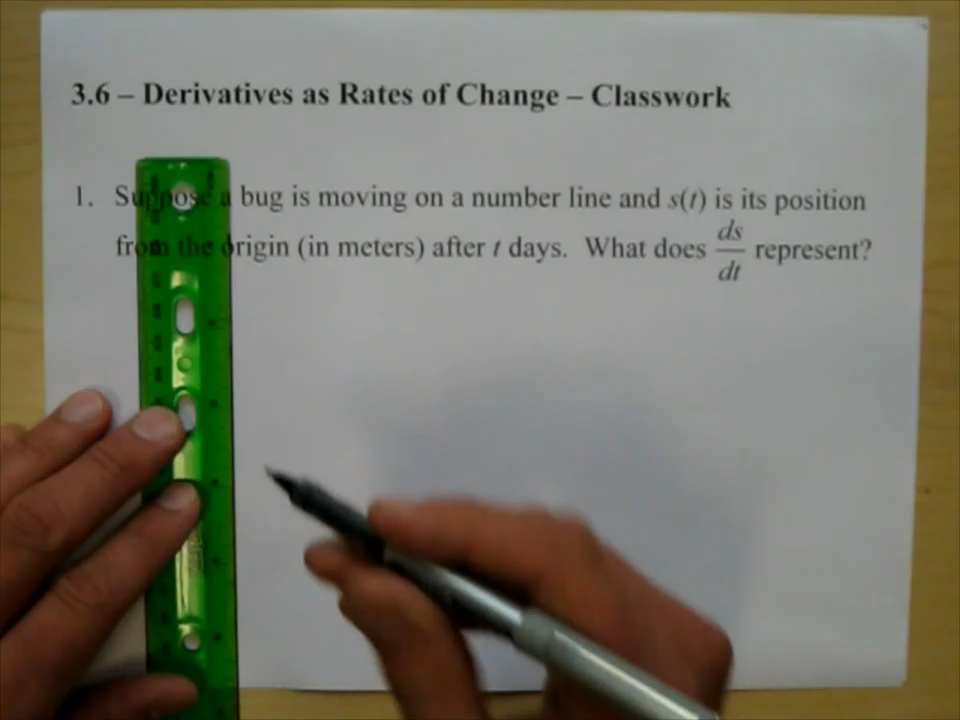 3.6 – Derivatives as Rates of Change – Classwork
1. Suppose a bug is moving on a number line and s(t) is its position
from the origin (in meters) after t days. What does ds/dt represent?